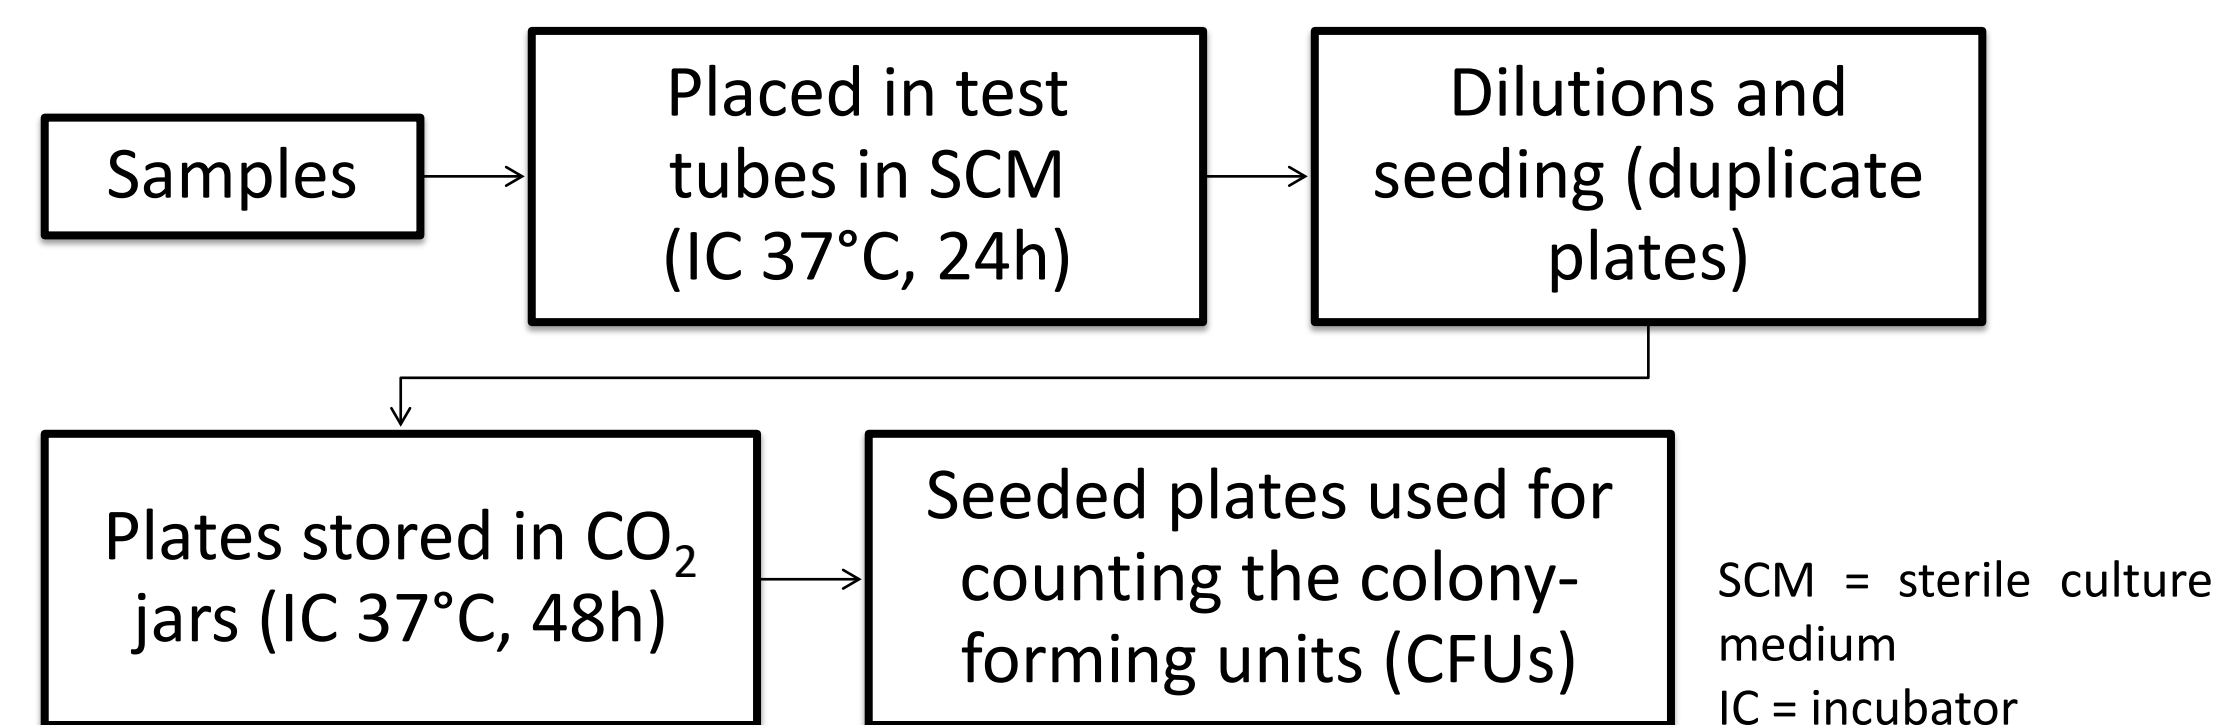 Samples
Placed in test
tubes in SCM
(IC 37°C, 24h)
Dilutions and
seeding (duplicate
plates)
Plates stored in CO₂
jars (IC 37°C, 48h)
Seeded plates used for
counting the colony-
forming units (CFUs)
SCM = sterile culture
medium
IC = incubator